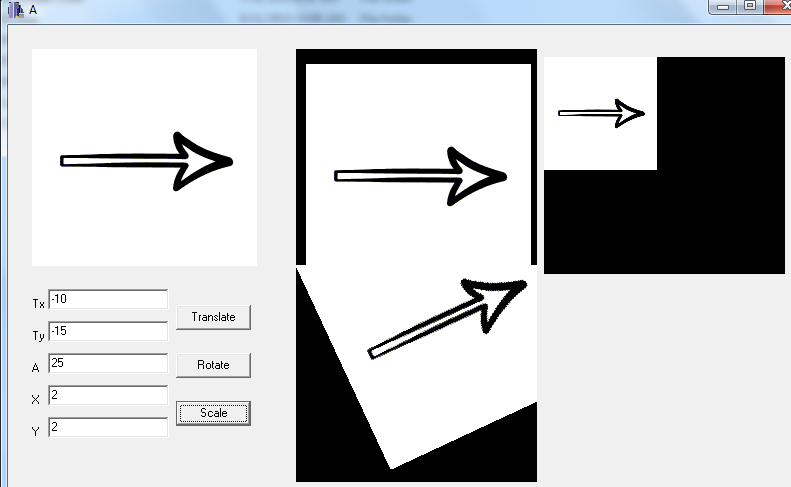 A
Tx -10
Translate
Ty -15
A 25
Rotate
X 2
Scale
Y 2